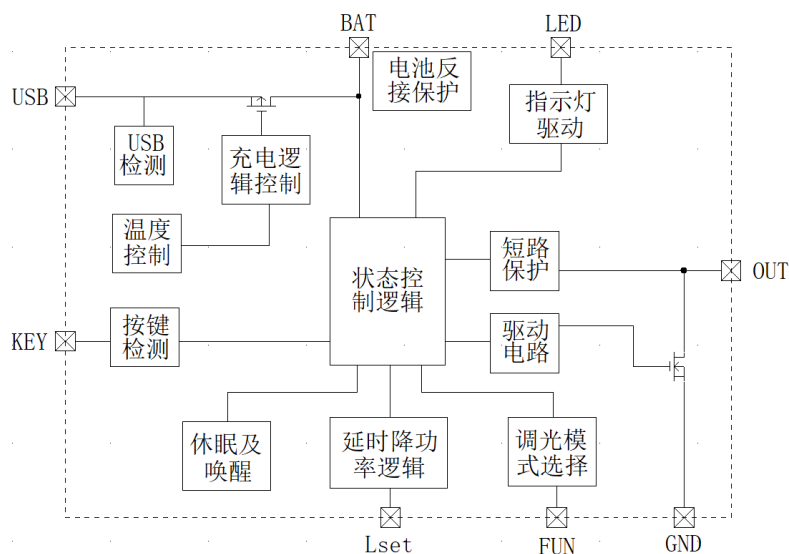 BAT
LED
电池反
接保护
USB
指示灯
驱动
USB
检测
充电逻
辑控制
温度
控制
短路
保护
状态控
制逻辑
OUT
按键
检测
KEY
驱动
电路
休眠及
唤醒
延时降功
率逻辑
调光模
式选择
Lset
FUN
GND